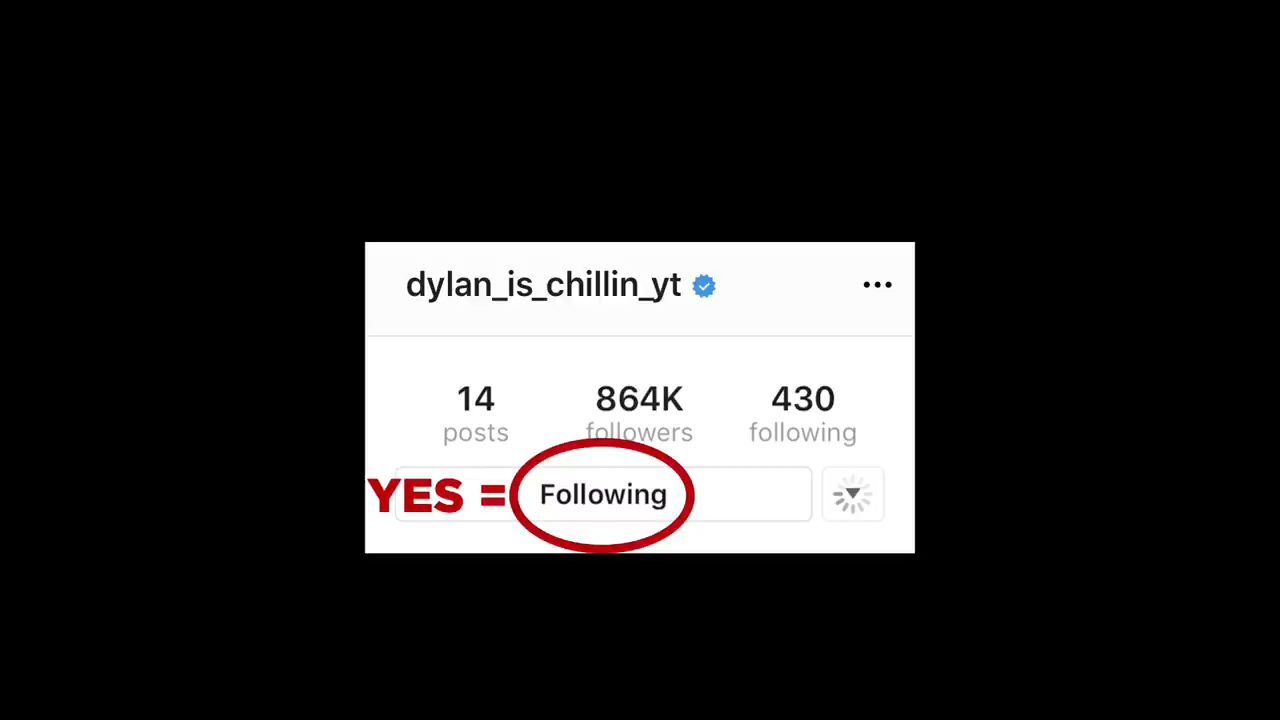 dylan_is_chillin_yt
14 864K 430
posts followers following
YES = Following